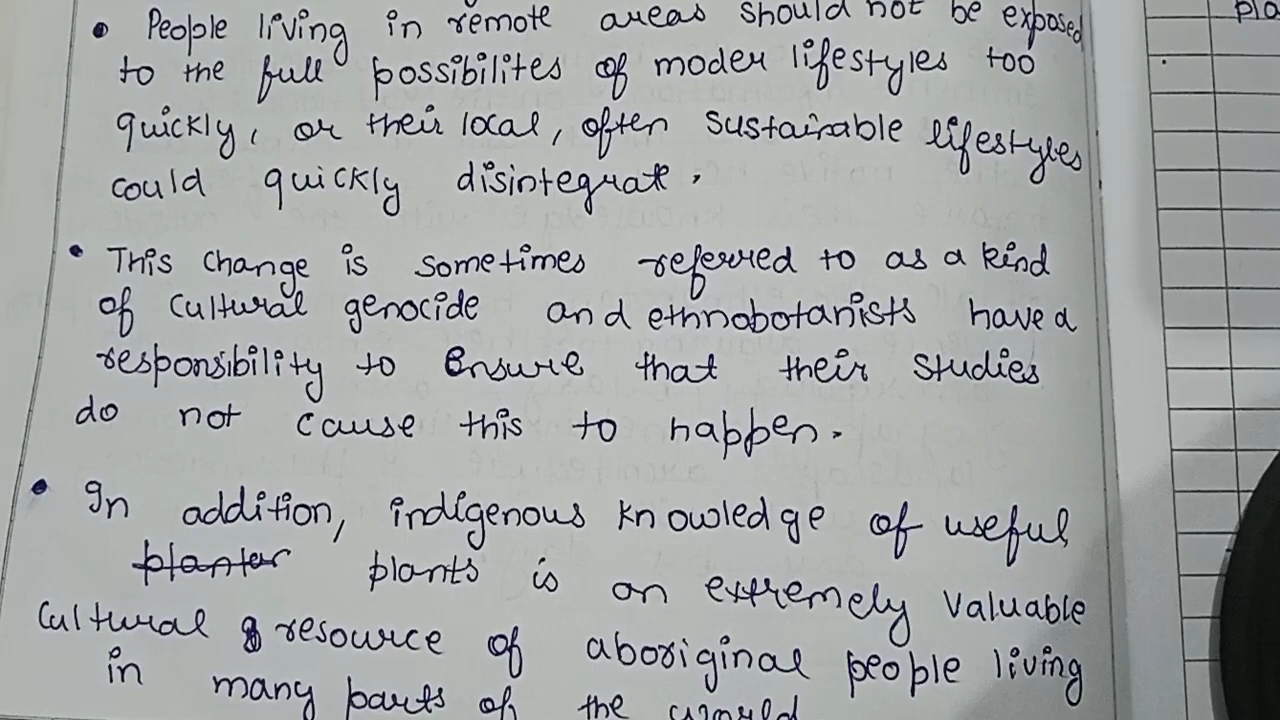 • People living in remote areas should not be exposed
to the full possibilites of moder lifestyles too
quickly, or their local, often sustainable lifestyles
could quickly disintegrate.
• This change is sometimes referred to as a kind
of cultural genocide and ethnobotanists have a
responsibility to ensure that their studies
do not cause this to happen.
• In addition, indigenous knowledge of useful
planter plants is an extremely valuable
cultural resource of aboriginal people living
in many parts of the world
pla